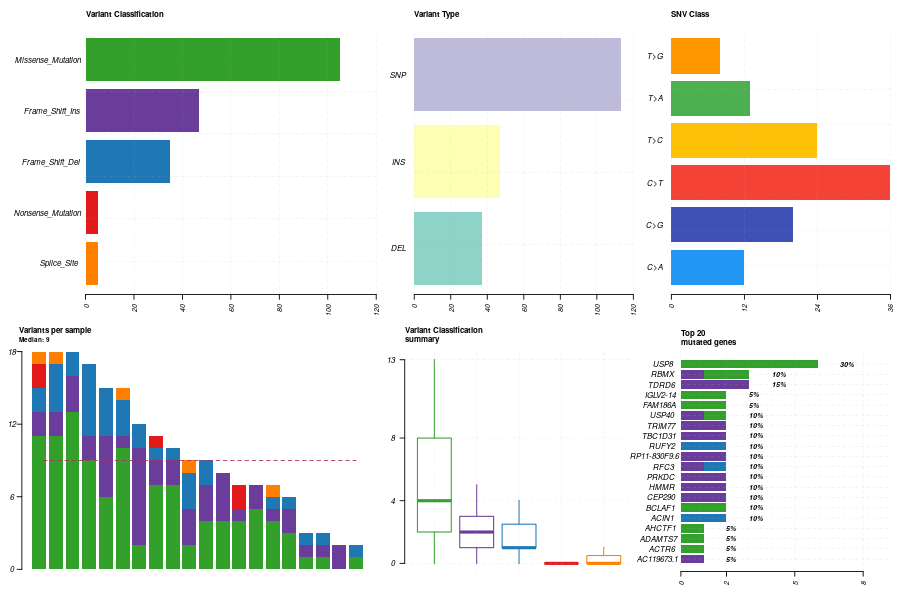 Variant Classification
Missense_Mutation
Frame_Shift_Ins
Frame_Shift_Del
Nonsense_Mutation
Splice_Site
0 20 40 60 80 100 120
Variant Type
SNP
INS
DEL
0 20 40 60 80 100 120
SNV Class
T>G
T>A
T>C
C>T
C>G
C>A
0 12 24 36
Variants per sample
Median: 9
18
12
6
0
Variant Classification
summary
13
8
4
0
Top 20
mutated genes
USP8 30%
RBMX 10%
TDRD6 15%
IGLV2-14 5%
FAM186A 5%
USP40 10%
TRIM77 10%
TBC1D31 10%
RUFY2 10%
RP11-830F9.6 10%
RFC3 10%
PRKDC 10%
HMMR 10%
CEP290 10%
BCLAF1 10%
ACIN1 10%
AHCTF1 5%
ADAMTS7 5%
ACTR6 5%
AC119673.1 5%
0 2 5 8